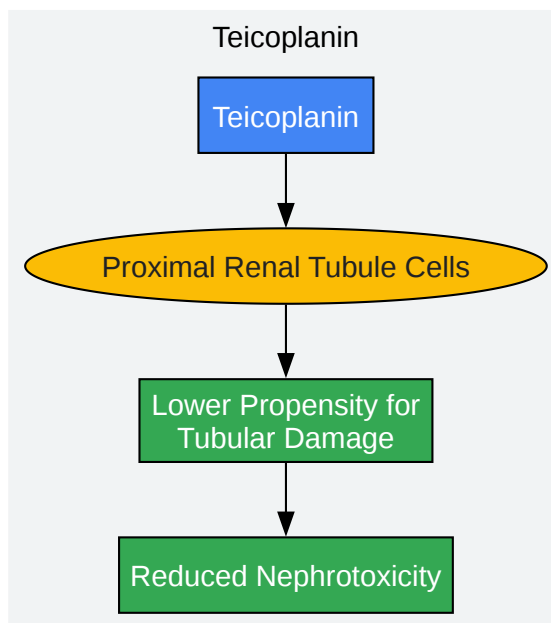 Teicoplanin
Teicoplanin
Proximal Renal Tubule Cells
Lower Propensity for
Tubular Damage
Reduced Nephrotoxicity